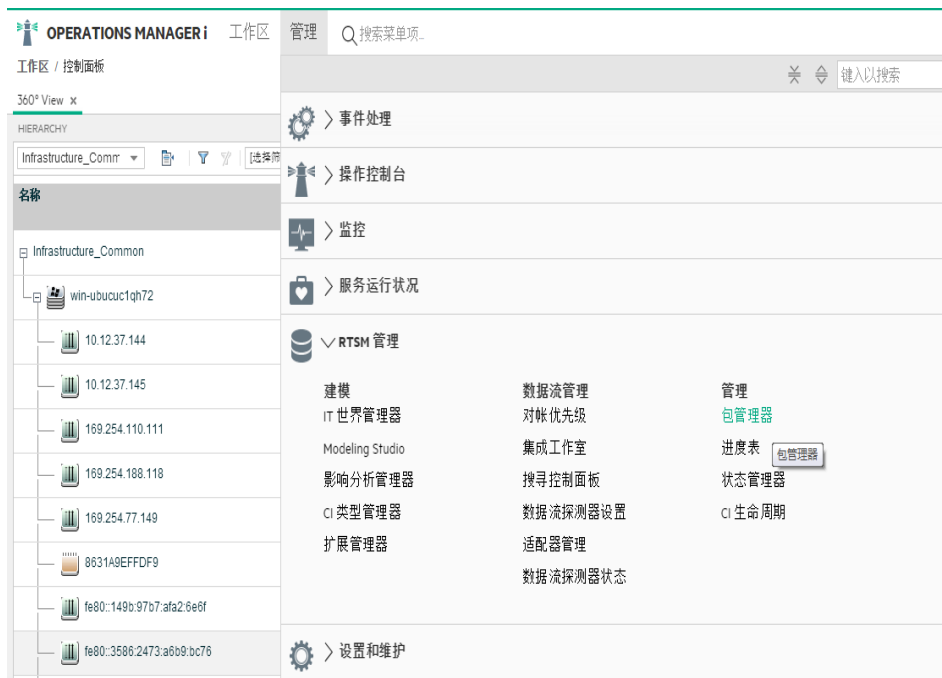 OPERATIONS MANAGER i 工作区 管理 搜索菜单项...
工作区 / 控制面板
键入以搜索
360° View x
HIERARCHY
Infrastructure_Comm
[选择筛
名称
Infrastructure_Common
win-ubucuc1qh72
10.12.37.144
10.12.37.145
169.254.110.111
169.254.188.118
169.254.77.149
8631A9EFFDF9
fe80::149b:97b7:afa2:6e6f
fe80::3586:2473:a6b9:bc76
事件处理
操作控制台
监控
服务运行状况
RTSM 管理
建模
IT 世界管理器
Modeling Studio
影响分析管理器
CI 类型管理器
扩展管理器
数据流管理
对帐优先级
集成工作室
搜寻控制面板
数据流探测器设置
适配器管理
数据流探测器状态
管理
包管理器
进度表
包管理器
状态管理器
CI 生命周期
设置和维护